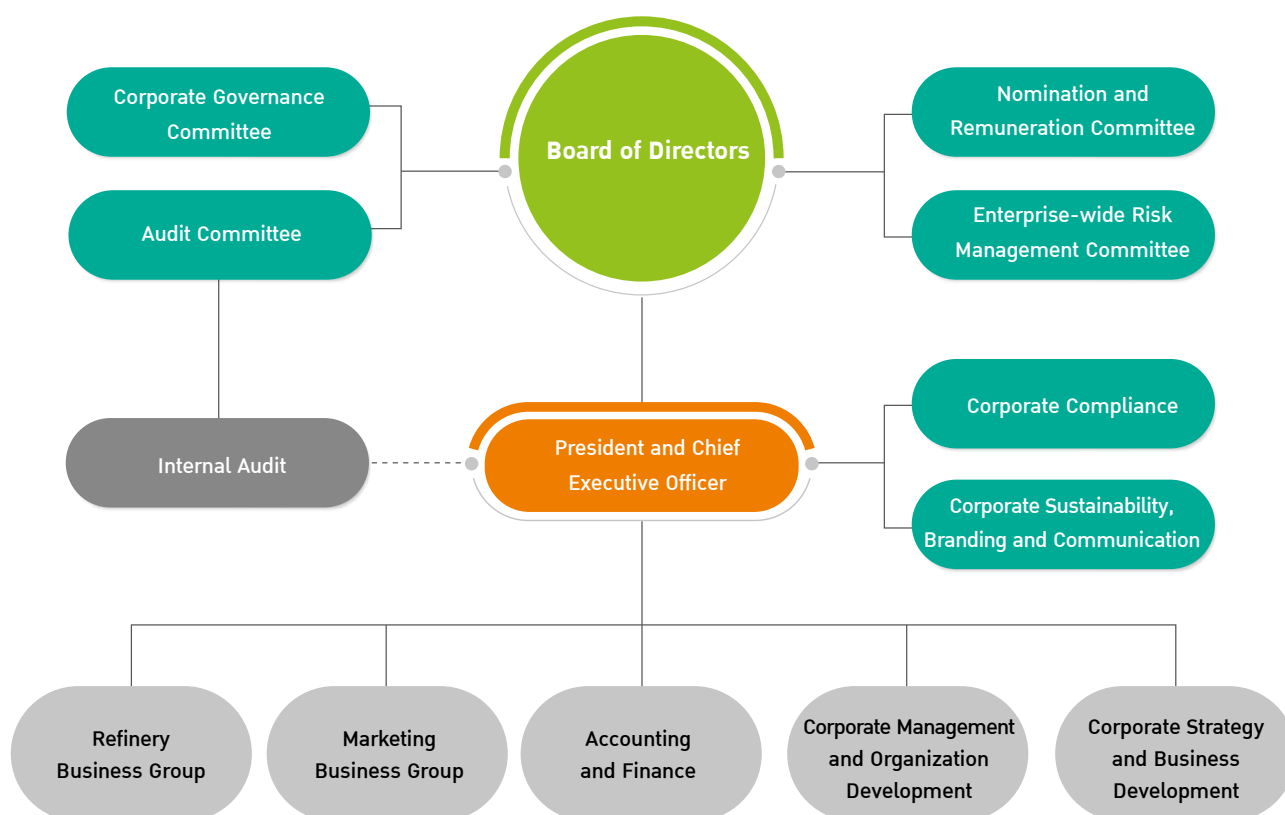 Board of Directors
Corporate Governance
Committee
Audit Committee
Nomination and
Remuneration Committee
Enterprise-wide Risk
Management Committee
Internal Audit
President and Chief
Executive Officer
Corporate Compliance
Corporate Sustainability,
Branding and Communication
Refinery
Business Group
Marketing
Business Group
Accounting
and Finance
Corporate Management
and Organization
Development
Corporate Strategy
and Business
Development